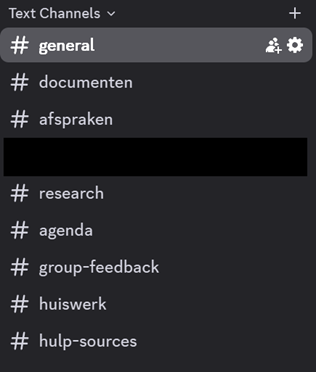 Text Channels
# general
# documenten
# afspraken
# research
# agenda
# group-feedback
# huiswerk
# hulp-sources